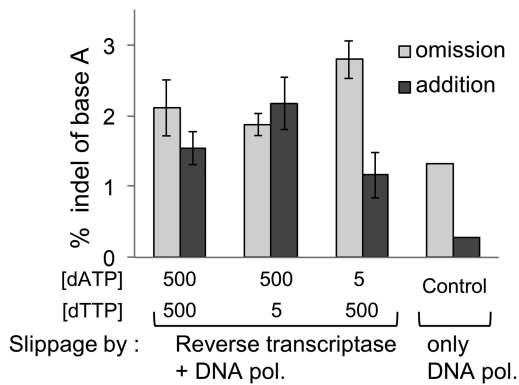 % indel of base A
3
2
1
0
omission
addition
[dATP] 500 500 5 Control
[dTTP] 500 5 500
Slippage by : Reverse transcriptase + DNA pol. only DNA pol.